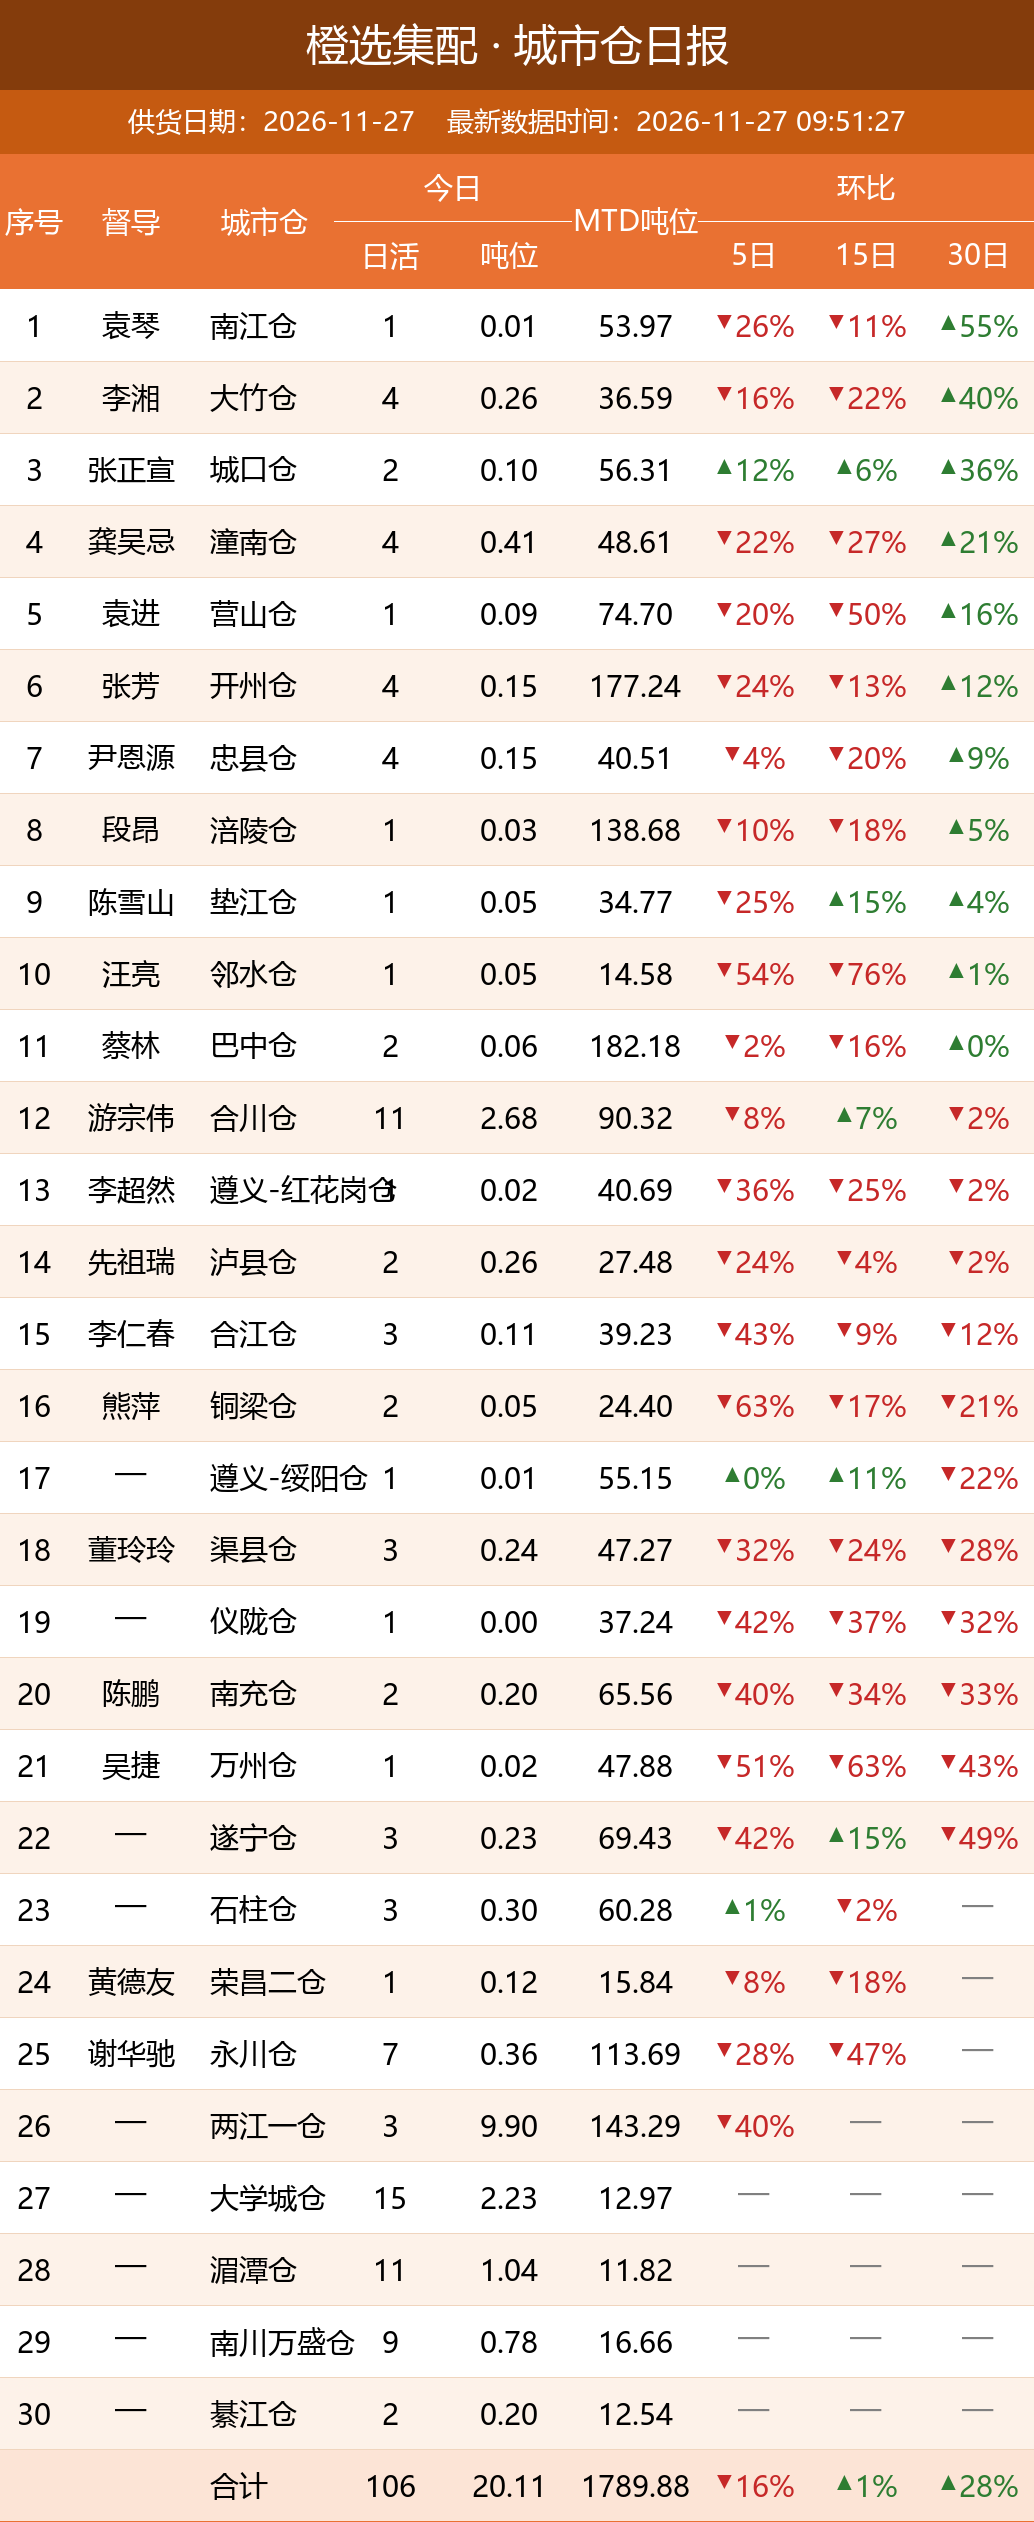 橙选集配 · 城市仓日报
供货日期：2026-11-27 最新数据时间：2026-11-27 09:51:27
序号 督导 城市仓 今日 MTD吨位 环比
日活 吨位 5日 15日 30日
1 袁琴 南江仓 1 0.01 53.97 ▼26% ▼11% ▲55%
2 李湘 大竹仓 4 0.26 36.59 ▼16% ▼22% ▲40%
3 张正宣 城口仓 2 0.10 56.31 ▲12% ▲6% ▲36%
4 龚吴忌 潼南仓 4 0.41 48.61 ▼22% ▼27% ▲21%
5 袁进 营山仓 1 0.09 74.70 ▼20% ▼50% ▲16%
6 张芳 开州仓 4 0.15 177.24 ▼24% ▼13% ▲12%
7 尹恩源 忠县仓 4 0.15 40.51 ▼4% ▼20% ▲9%
8 段昂 涪陵仓 1 0.03 138.68 ▼10% ▼18% ▲5%
9 陈雪山 垫江仓 1 0.05 34.77 ▼25% ▲15% ▲4%
10 汪亮 邻水仓 1 0.05 14.58 ▼54% ▼76% ▲1%
11 蔡林 巴中仓 2 0.06 182.18 ▼2% ▼16% ▲0%
12 游宗伟 合川仓 11 2.68 90.32 ▼8% ▲7% ▼2%
13 李超然 遵义-红花岗仓 0.02 40.69 ▼36% ▼25% ▼2%
14 先祖瑞 泸县仓 2 0.26 27.48 ▼24% ▼4% ▼2%
15 李仁春 合江仓 3 0.11 39.23 ▼43% ▼9% ▼12%
16 熊萍 铜梁仓 2 0.05 24.40 ▼63% ▼17% ▼21%
17 — 遵义-绥阳仓 1 0.01 55.15 ▲0% ▲11% ▼22%
18 董玲玲 渠县仓 3 0.24 47.27 ▼32% ▼24% ▼28%
19 — 仪陇仓 1 0.00 37.24 ▼42% ▼37% ▼32%
20 陈鹏 南充仓 2 0.20 65.56 ▼40% ▼34% ▼33%
21 吴捷 万州仓 1 0.02 47.88 ▼51% ▼63% ▼43%
22 — 遂宁仓 3 0.23 69.43 ▼42% ▲15% ▼49%
23 — 石柱仓 3 0.30 60.28 ▲1% ▼2% —
24 黄德友 荣昌二仓 1 0.12 15.84 ▼8% ▼18% —
25 谢华驰 永川仓 7 0.36 113.69 ▼28% ▼47% —
26 — 两江一仓 3 9.90 143.29 ▼40% — —
27 — 大学城仓 15 2.23 12.97 — — —
28 — 湄潭仓 11 1.04 11.82 — — —
29 — 南川万盛仓 9 0.78 16.66 — — —
30 — 綦江仓 2 0.20 12.54 — — —
合计 106 20.11 1789.88 ▼16% ▲1% ▲28%